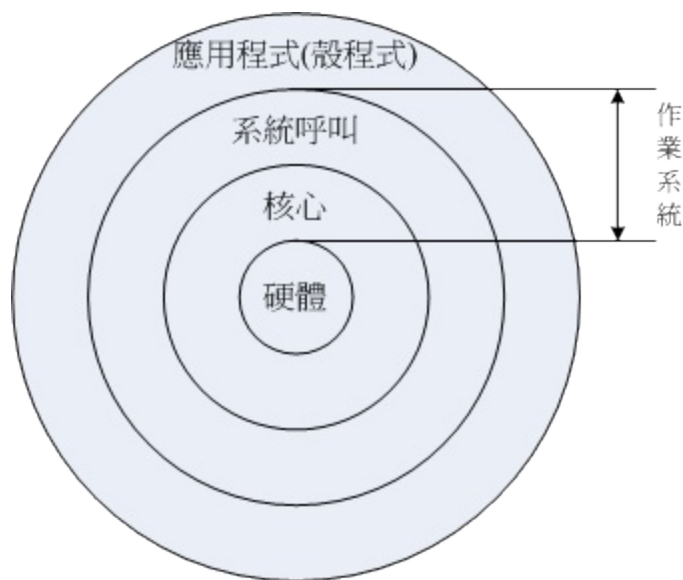 應用程式(殼程式)
系統呼叫
核心
硬體
作業系統